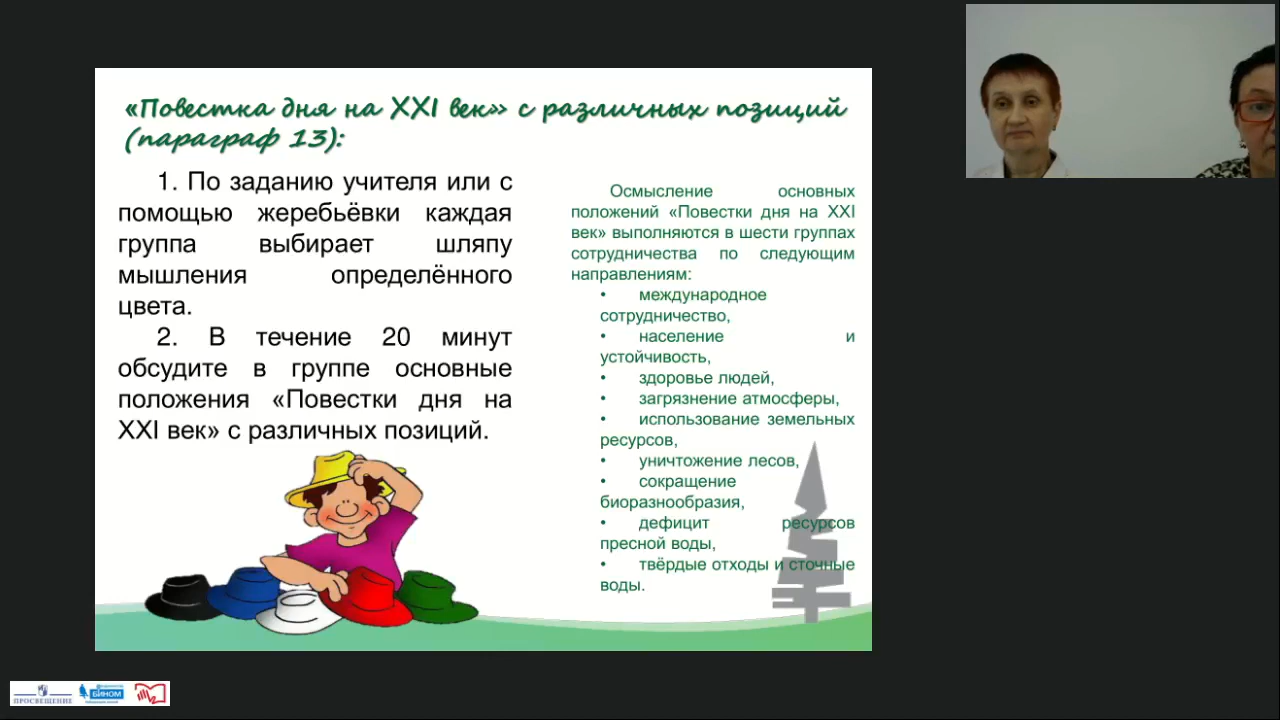 «Повестка дня на XXI век» с различных позиций
(параграф 13):
1. По заданию учителя или с
помощью жеребьёвки каждая
группа выбирает шляпу
мышления определённого
цвета.
2. В течение 20 минут
обсудите в группе основные
положения «Повестки дня на
XXI век» с различных позиций.
Осмысление основных
положений «Повестки дня на XXI
век» выполняются в шести группах
сотрудничества по следующим
направлениям:
• международное
сотрудничество,
• население и
устойчивость,
• здоровье людей,
• загрязнение атмосферы,
• использование земельных
ресурсов,
• уничтожение лесов,
• сокращение
биоразнообразия,
• дефицит ресурсов
пресной воды,
• твёрдые отходы и сточные
воды.
ПРОСВЕЩЕНИЕ
БИНОМ